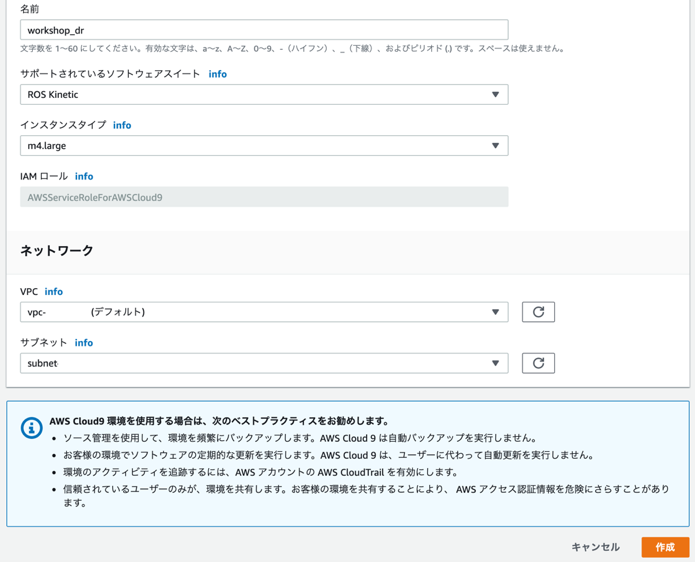 名前
workshop_dr
文字数を 1〜60 にしてください。有効な文字は、a〜z、A〜Z、0〜9、-（ハイフン）、_（下線）、およびピリオド (.) です。スペースは使えません。
サポートされているソフトウェアスイート info
ROS Kinetic
インスタンスタイプ info
m4.large
IAM ロール info
AWSServiceRoleForAWSCloud9
ネットワーク
VPC info
vpc- (デフォルト)
サブネット info
subnet
AWS Cloud9 環境を使用する場合は、次のベストプラクティスをお勧めします。
• ソース管理を使用して、環境を頻繁にバックアップします。AWS Cloud 9 は自動バックアップを実行しません。
• お客様の環境でソフトウェアの定期的な更新を実行します。AWS Cloud 9 は、ユーザーに代わって自動更新を実行しません。
• 環境のアクティビティを追跡するには、AWS アカウントの AWS CloudTrail を有効にします。
• 信頼されているユーザーのみが、環境を共有します。お客様の環境を共有することにより、 AWS アクセス認証情報を危険にさらすことがあり
ます。
キャンセル 作成